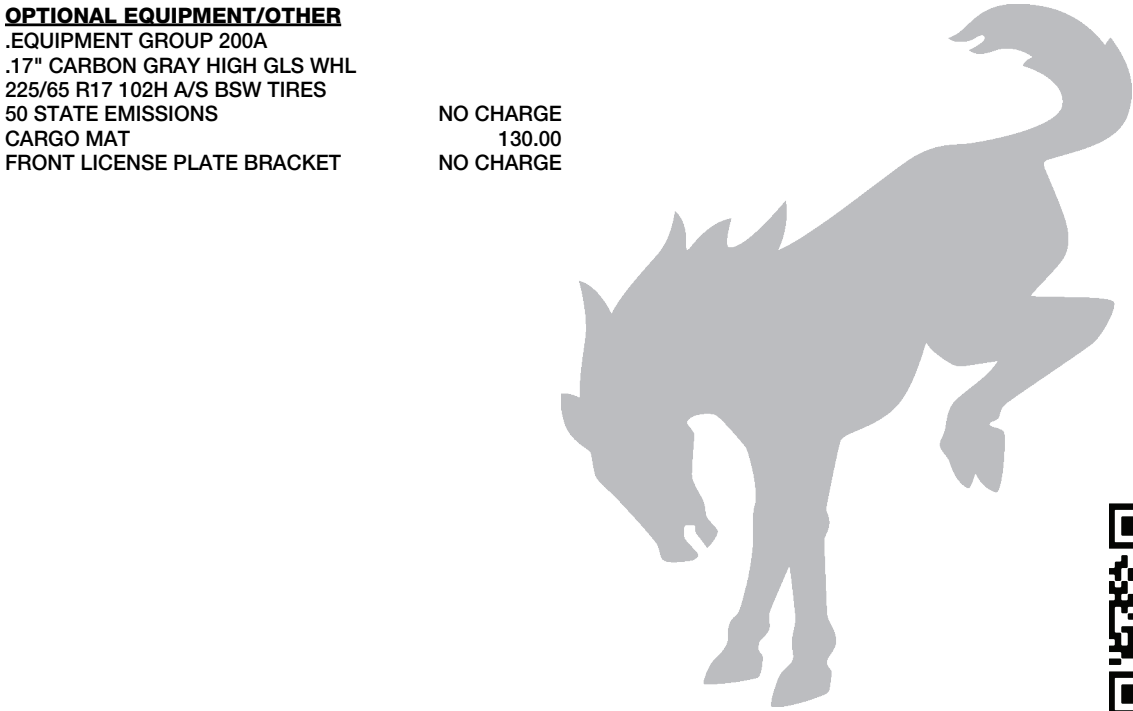 OPTIONAL EQUIPMENT/OTHER
.EQUIPMENT GROUP 200A
.17" CARBON GRAY HIGH GLS WHL
225/65 R17 102H A/S BSW TIRES
50 STATE EMISSIONS NO CHARGE
CARGO MAT 130.00
FRONT LICENSE PLATE BRACKET NO CHARGE